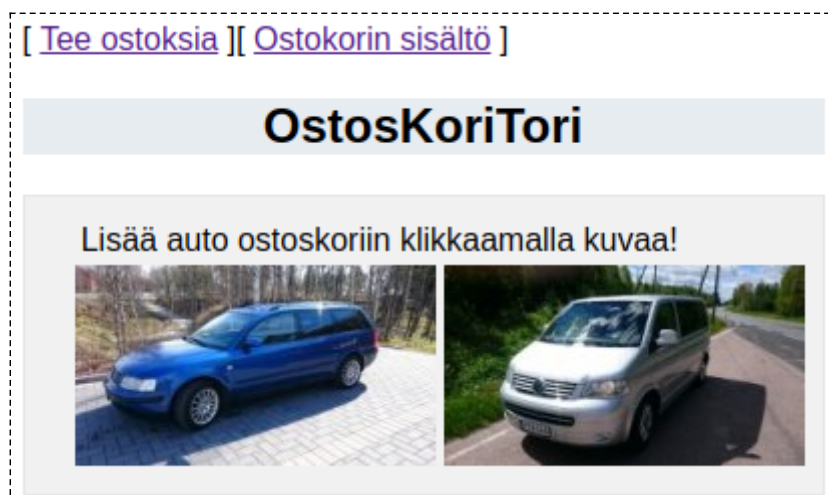 [ Tee ostoksia ][ Ostokorin sisältö ]
OstosKoriTori
Lisää auto ostoskoriin klikkaamalla kuvaa!